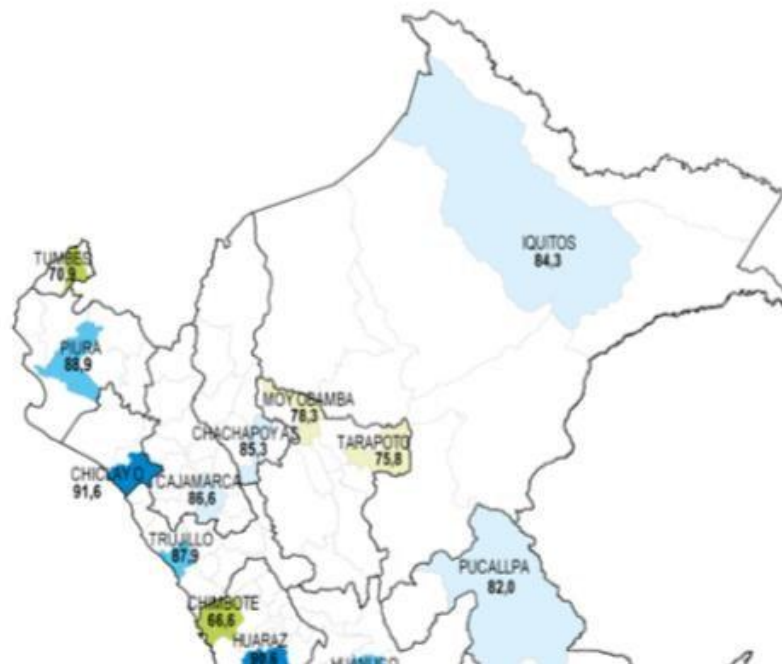 IQUITOS
84,3
TUMBES
70,9
PIURA
88,9
MOYOBAMBA
78,3
CHACHAPOYAS
85,3
TARAPOTO
75,8
CHICLAYO
91,6
CAJAMARCA
86,6
TRUJILLO
87,9
PUCALLPA
82,0
CHIMBOTE
66,6
HUARAZ